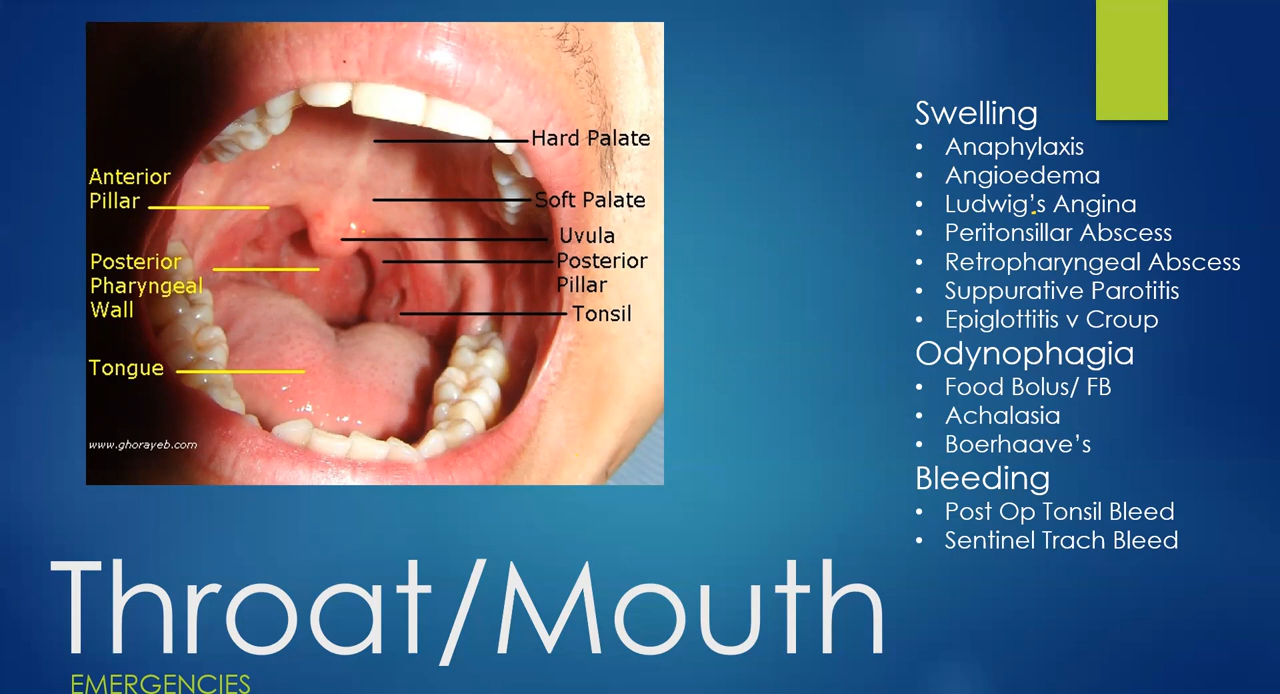 Hard Palate
Anterior
Pillar
Soft Palate
Uvula
Posterior
Pharyngeal
Wall
Posterior
Pillar
Tonsil
Tongue
www.ghorayeb.com
Swelling
• Anaphylaxis
• Angioedema
• Ludwig’s Angina
• Peritonsillar Abscess
• Retropharyngeal Abscess
• Suppurative Parotitis
• Epiglottitis v Croup
Odynophagia
• Food Bolus/ FB
• Achalasia
• Boerhaave’s
Bleeding
• Post Op Tonsil Bleed
• Sentinel Trach Bleed
Throat/Mouth
EMERGENCIES